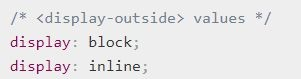 /* <display-outside> values */
display: block;
display: inline;